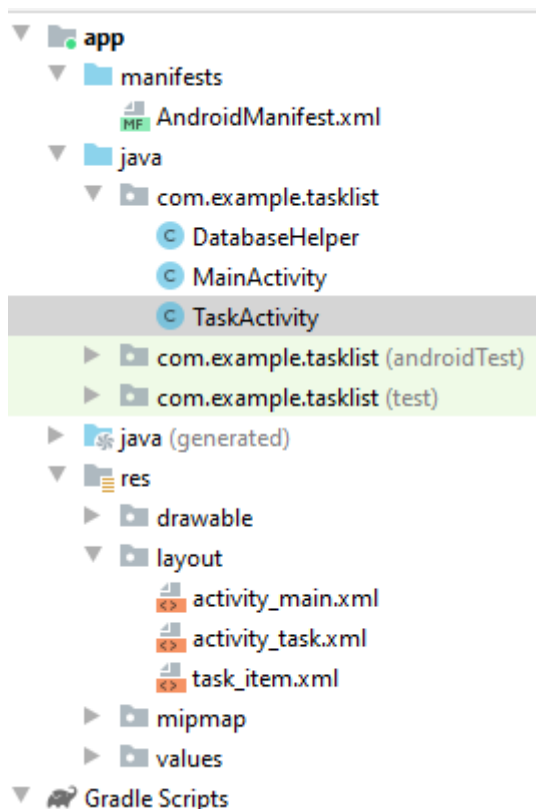 app
manifests
MF AndroidManifest.xml
java
com.example.tasklist
C DatabaseHelper
C MainActivity
C TaskActivity
com.example.tasklist (androidTest)
com.example.tasklist (test)
java (generated)
res
drawable
layout
activity_main.xml
activity_task.xml
task_item.xml
mipmap
values
Gradle Scripts